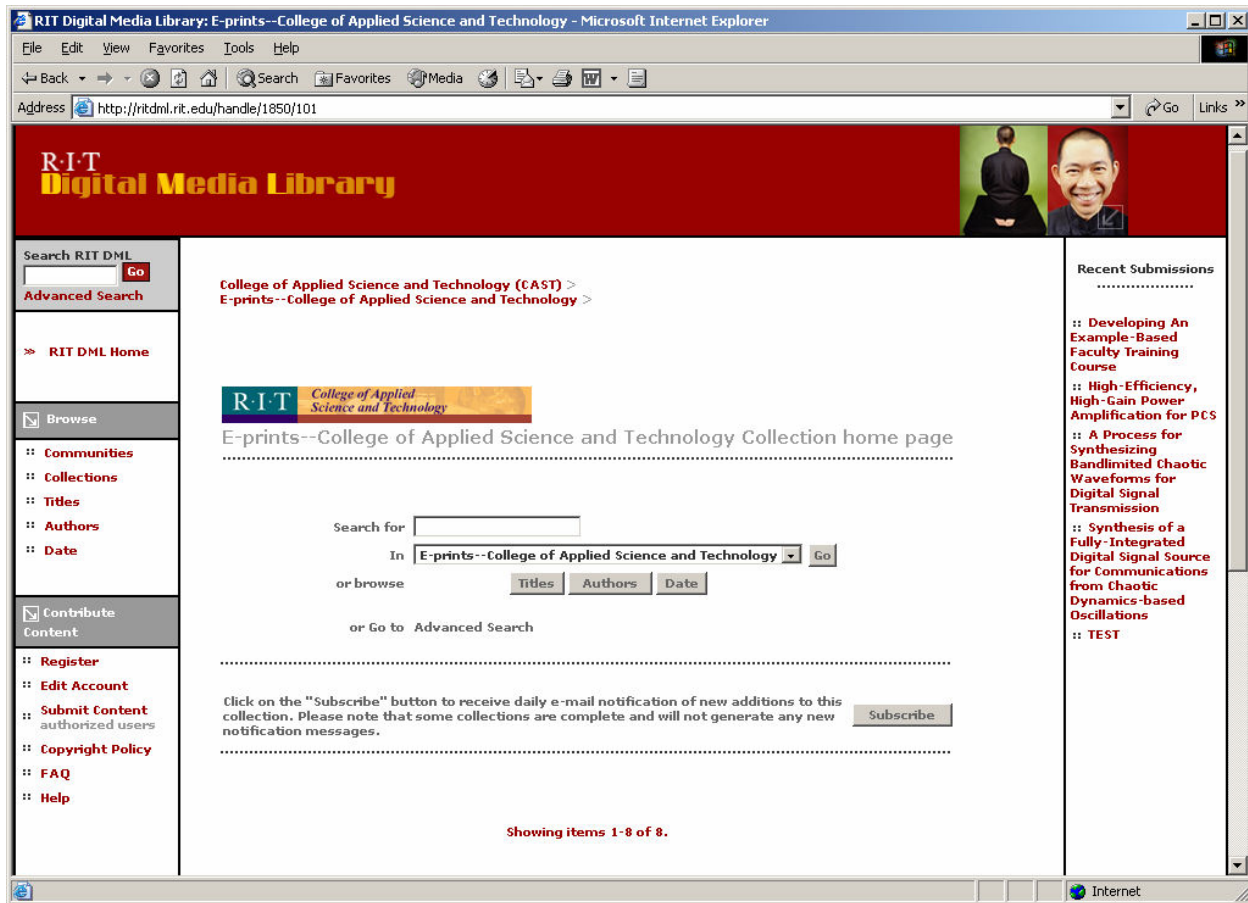 RIT Digital Media Library: E-prints--College of Applied Science and Technology - Microsoft Internet Explorer
File Edit View Favorites Tools Help
Back Search Favorites Media
Address http://ritdml.rit.edu/handle/1850/101 Go Links »
R·I·T
Digital Media Library
Search RIT DML
Go
Advanced Search
» RIT DML Home
Browse
:: Communities
:: Collections
:: Titles
:: Authors
:: Date
Contribute
Content
:: Register
:: Edit Account
:: Submit Content
authorized users
:: Copyright Policy
:: FAQ
:: Help
College of Applied Science and Technology (CAST) >
E-prints--College of Applied Science and Technology >
R·I·T College of Applied
Science and Technology
E-prints--College of Applied Science and Technology Collection home page
Search for
In E-prints--College of Applied Science and Technology Go
or browse Titles Authors Date
or Go to Advanced Search
Click on the "Subscribe" button to receive daily e-mail notification of new additions to this
collection. Please note that some collections are complete and will not generate any new
notification messages.
Subscribe
Showing items 1-8 of 8.
Recent Submissions
:: Developing An
Example-Based
Faculty Training
Course
:: High-Efficiency,
High-Gain Power
Amplification for PCS
:: A Process for
Synthesizing
Bandlimited Chaotic
Waveforms for
Digital Signal
Transmission
:: Synthesis of a
Fully-Integrated
Digital Signal Source
for Communications
from Chaotic
Dynamics-based
Oscillations
:: TEST
Internet